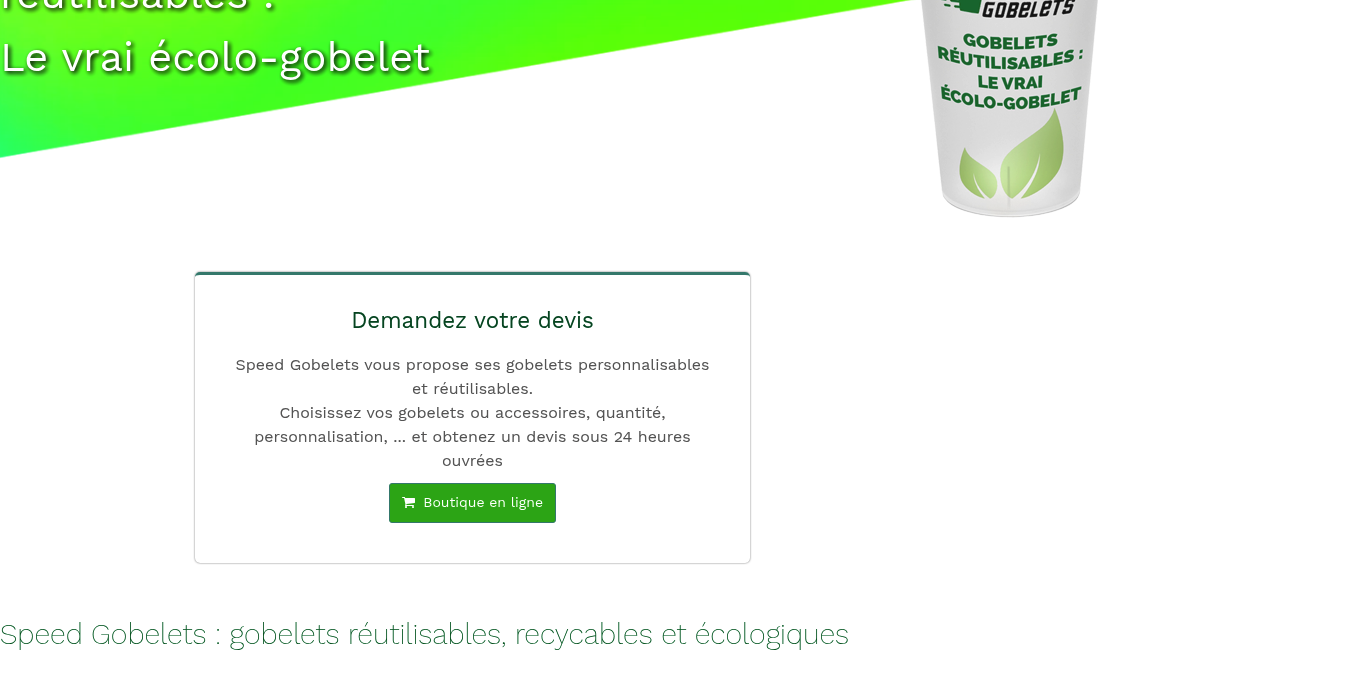 réutilisables :
Le vrai écolo-gobelet
GOBELETS
GOBELETS
RÉUTILISABLES :
LE VRAI
ÉCOLO-GOBELET
Demandez votre devis
Speed Gobelets vous propose ses gobelets personnalisables
et réutilisables.
Choisissez vos gobelets ou accessoires, quantité,
personnalisation, ... et obtenez un devis sous 24 heures
ouvrées
Boutique en ligne
Speed Gobelets : gobelets réutilisables, recycables et écologiques